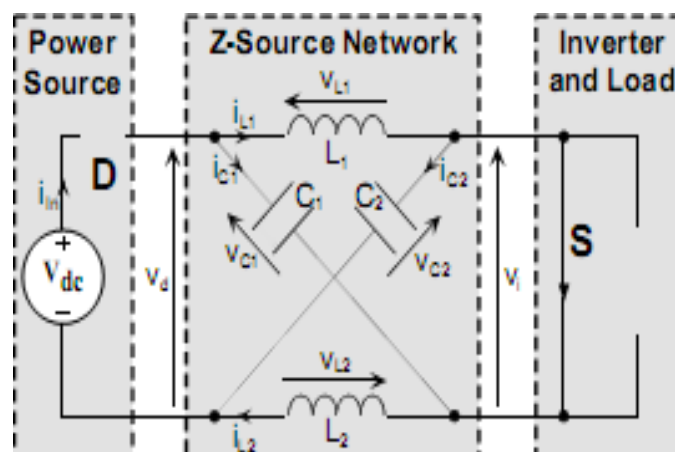 Power Source
Z-Source Network
Inverter and Load
vL1
iL1
L1
D
iC1
C1
C2
iC2
iin
+
Vdc
−
vd
vC1
vC2
vi
S
vL2
iL2
L2